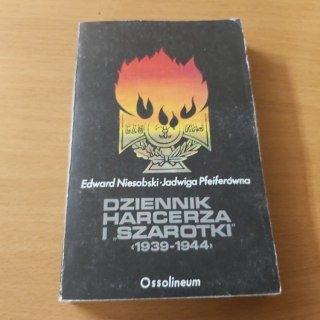 Edward Niesobski·Jadwiga Pfeiferówna
DZIENNIK
HARCERZA
I „SZAROTKI”
‹1939-1944›
Ossolineum